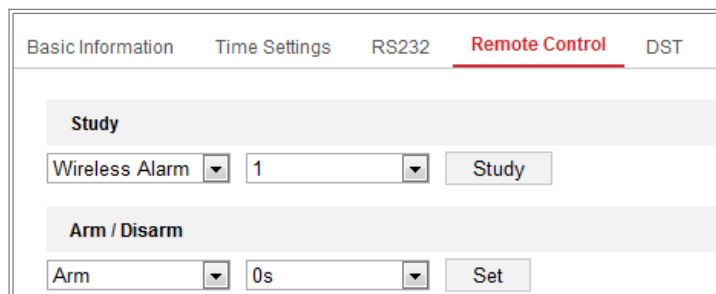 Basic Information Time Settings RS232 Remote Control DST
Study
Wireless Alarm 1 Study
Arm / Disarm
Arm 0s Set